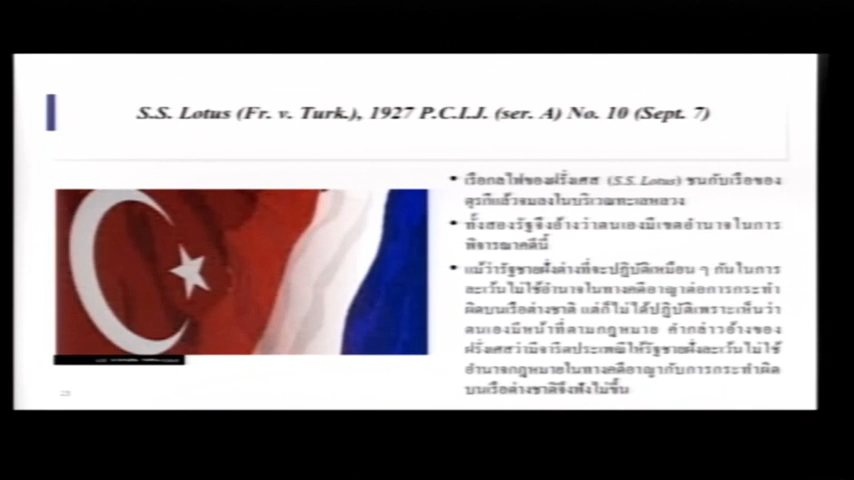 S.S. Lotus (Fr. v. Turk.), 1927 P.C.I.J. (ser. A) No. 10 (Sept. 7)
• เรือกลไฟของฝรั่งเศส (S.S. Lotus) ชนกับเรือของ
ตุรกีแล้วจมลงในบริเวณทะเลหลวง
• ทั้งสองรัฐจึงอ้างว่าตนเองมีเขตอำนาจในการ
พิจารณาคดีนี้
• แม้ว่ารัฐชายฝั่งต่างที่จะปฏิบัติเหมือน ๆ กันในการ
ละเว้นไม่ใช้อำนาจในทางคดีอาญาต่อการกระทำ
ผิดบนเรือต่างชาติ แต่ก็ไม่ได้ปฏิบัติเพราะเห็นว่า
ตนเองมีหน้าที่ตามกฎหมาย คำกล่าวอ้างของ
ฝรั่งเศสว่ามีจารีตประเพณีให้รัฐชายฝั่งละเว้นไม่ใช้
อำนาจกฎหมายในทางคดีอาญากับการกระทำผิด
บนเรือต่างชาติจึงฟังไม่ขึ้น